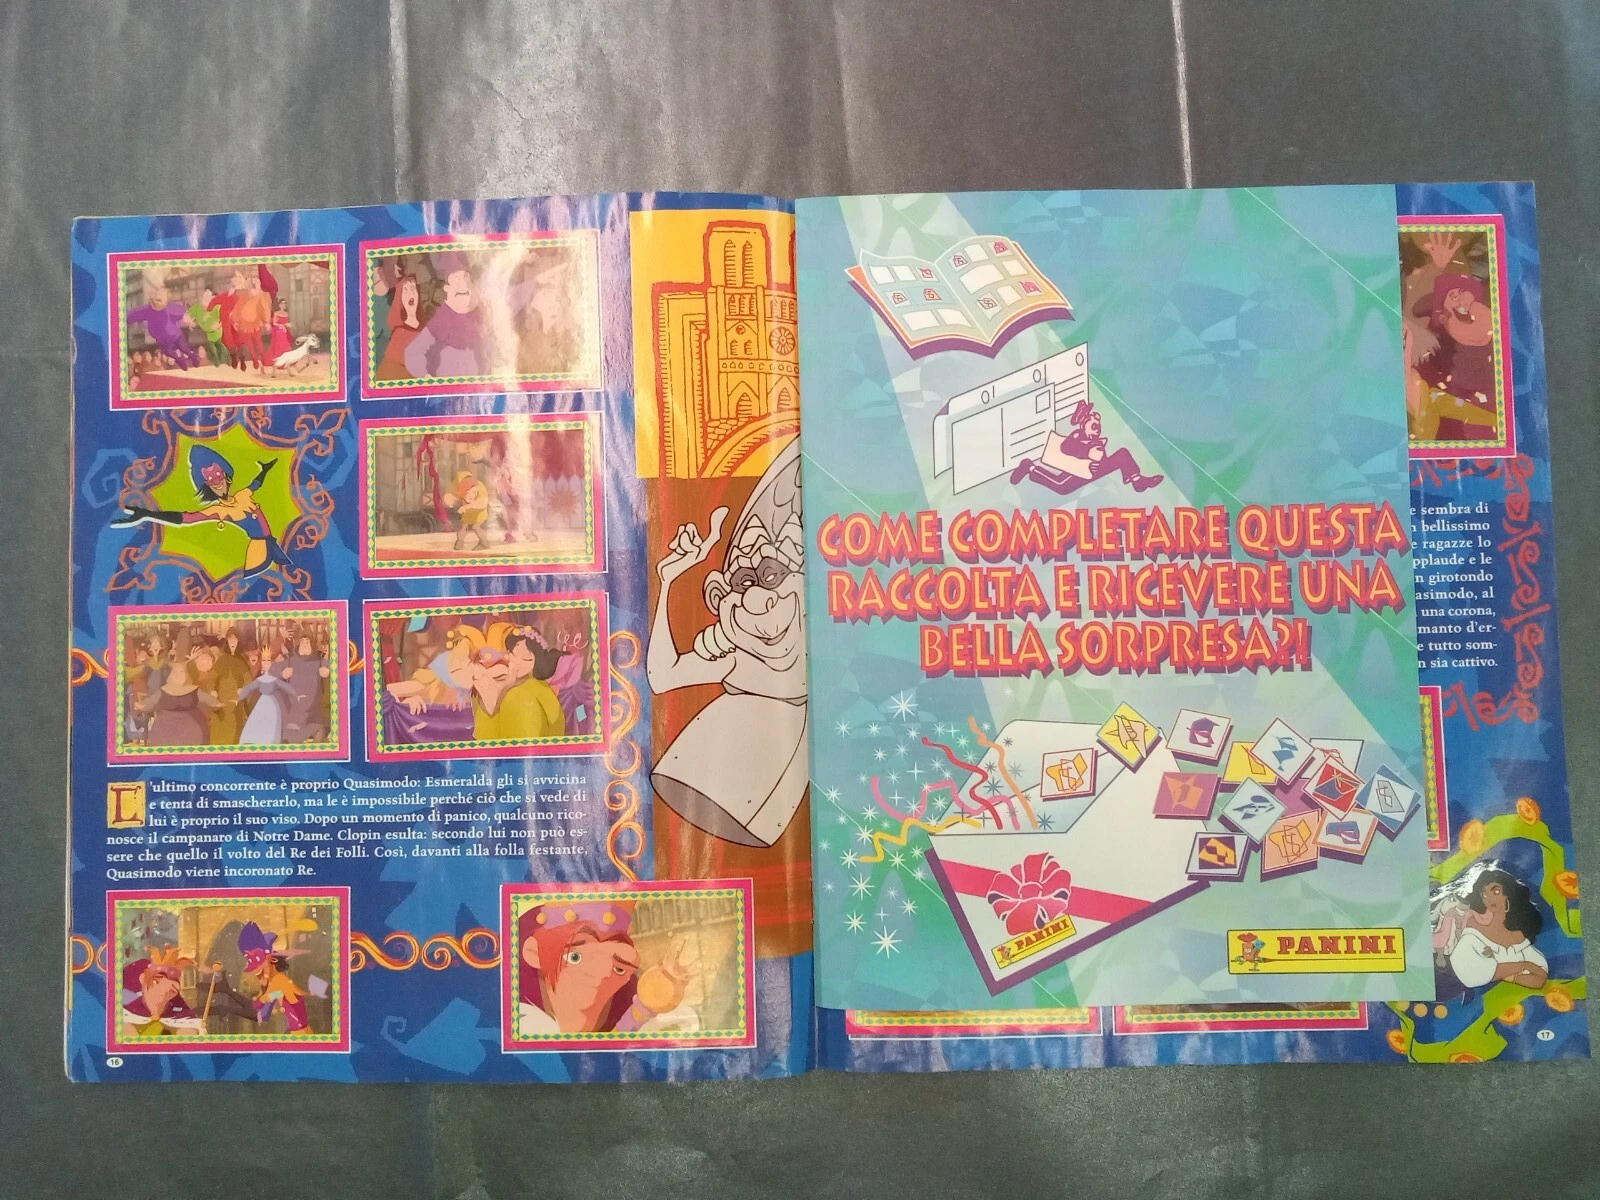 L'ultimo concorrente è proprio Quasimodo: Esmeralda gli si avvicina
e tenta di smascherarlo, ma le è impossibile perché ciò che si vede di
lui è proprio il suo viso. Dopo un momento di panico, qualcuno rico-
nosce il campanaro di Notre Dame. Clopin esulta: secondo lui non può es-
sere che quello il volto del Re dei Folli. Così, davanti alla folla festante,
Quasimodo viene incoronato Re.
16
COME COMPLETARE QUESTA
RACCOLTA E RICEVERE UNA
BELLA SORPRESA?!
PANINI
PANINI
e sembra di
n bellissimo
e ragazze lo
pplaude e le
n girotondo
asimodo, al
una corona,
manto d'er-
e tutto som-
n sia cattivo.
17